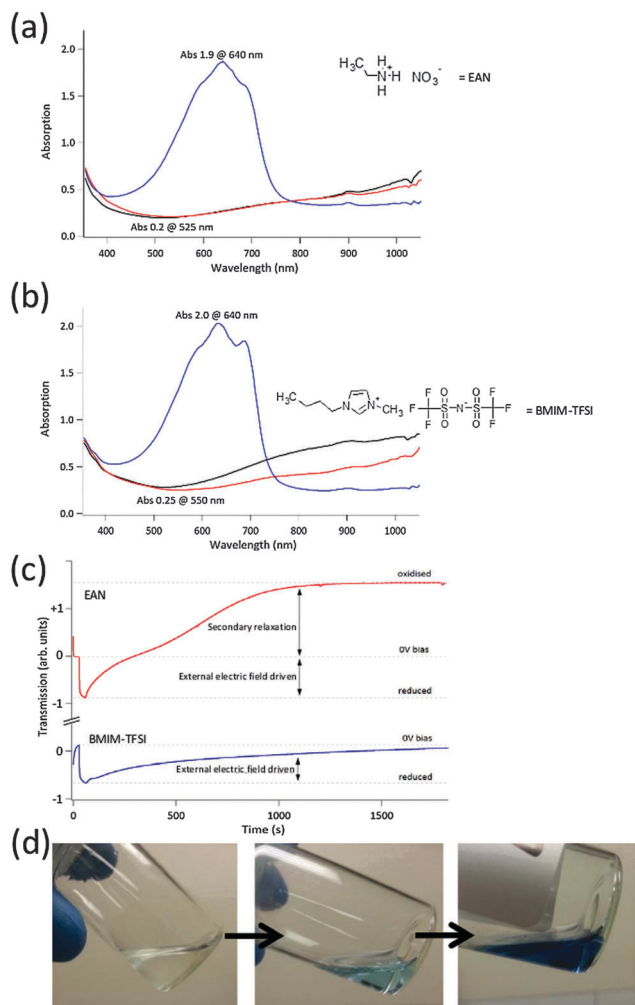 (a)
Abs 1.9 @ 640 nm
H₃C
H
N
+
H
H
NO₃⁻
= EAN
Absorption
2.0
1.5
1.0
0.5
0.0
Abs 0.2 @ 525 nm
400 500 600 700 800 900 1000
Wavelength (nm)
(b)
Abs 2.0 @ 640 nm
H₃C
N
N
+
CH₃
F F F
S
O O
N⁻
S
O O
F F F
= BMIM-TFSI
Absorption
2.0
1.5
1.0
0.5
0.0
Abs 0.25 @ 550 nm
400 500 600 700 800 900 1000
Wavelength (nm)
(c)
oxidised
EAN
+1
Secondary relaxation
0
0V bias
External electric field driven
-1
reduced
Transmission (arb. units)
BMIM-TFSI
0V bias
0
External electric field driven
reduced
-1
0 500 1000 1500
Time (s)
(d)